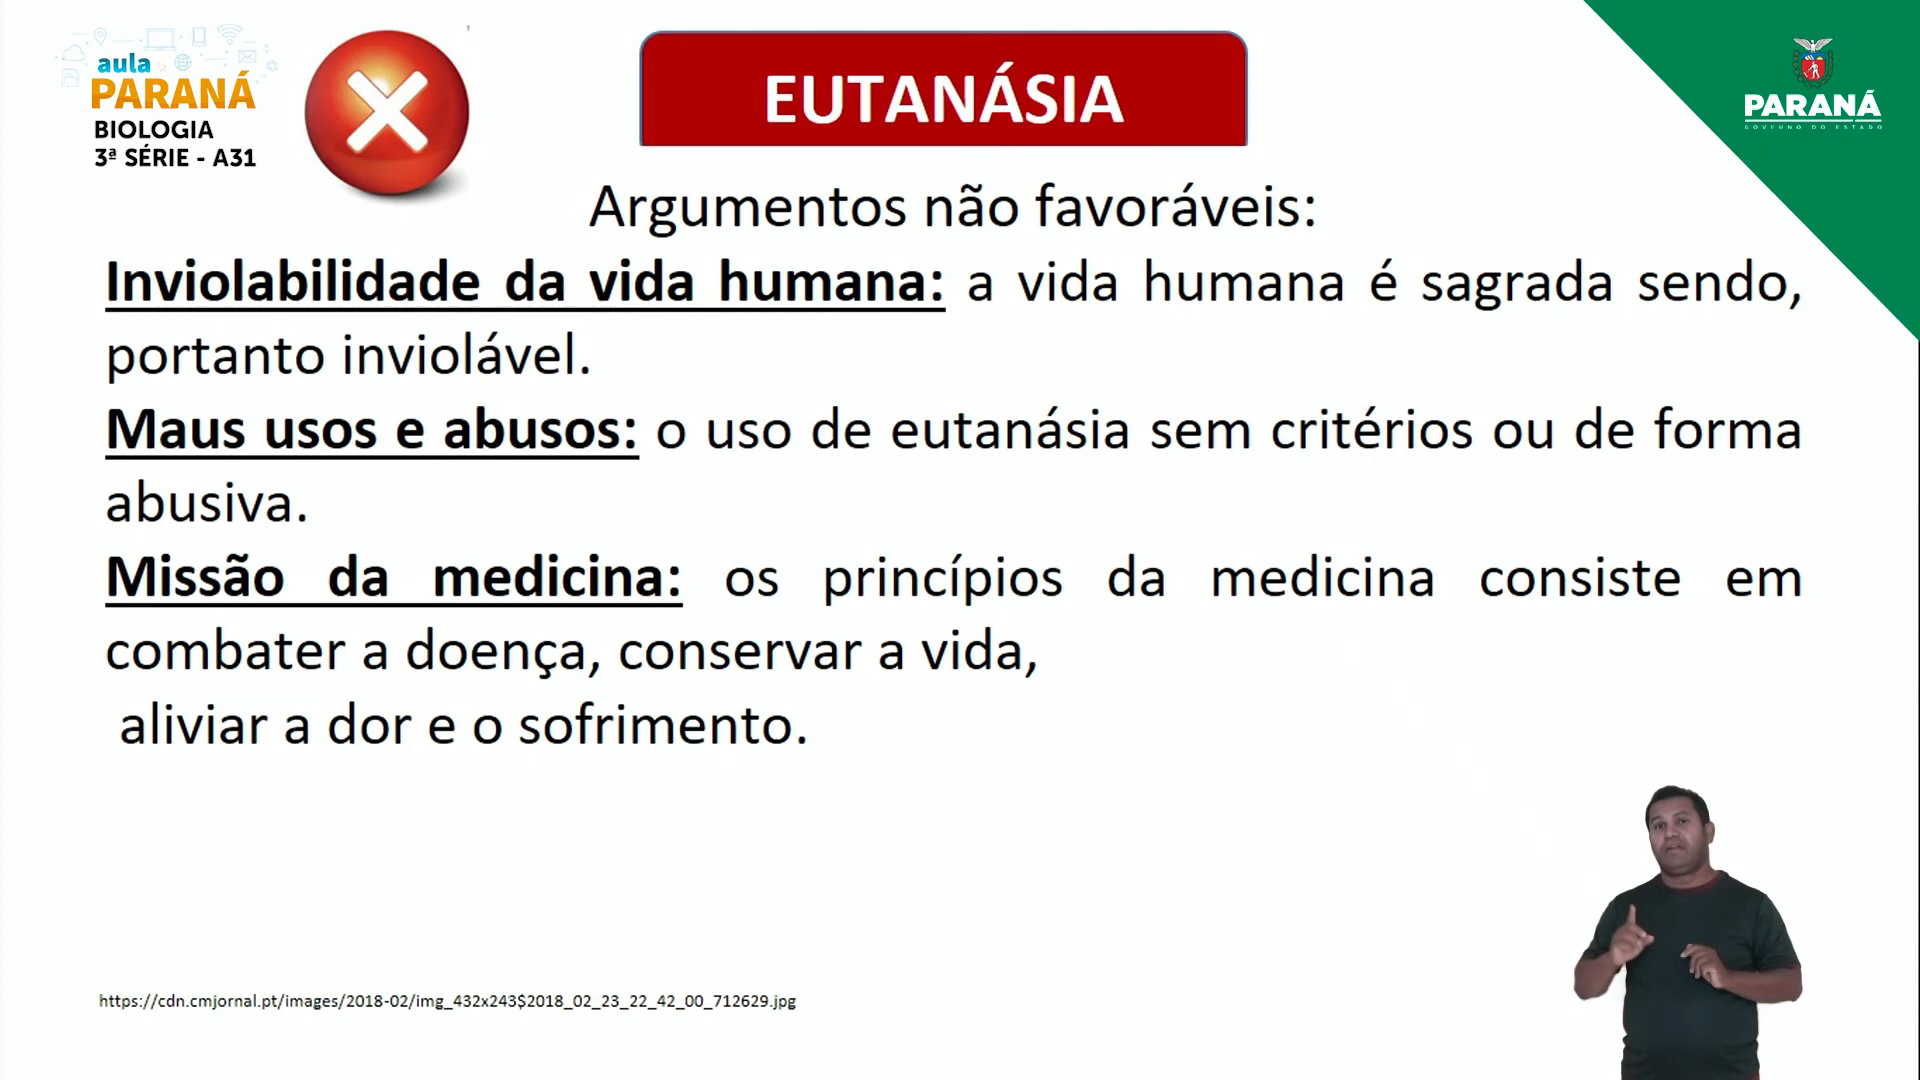 aula
PARANÁ
BIOLOGIA
3ª SÉRIE - A31
EUTANÁSIA
PARANÁ
GOVERNO DO ESTADO
Argumentos não favoráveis:
Inviolabilidade da vida humana: a vida humana é sagrada sendo,
portanto inviolável.
Maus usos e abusos: o uso de eutanásia sem critérios ou de forma
abusiva.
Missão da medicina: os princípios da medicina consiste em
combater a doença, conservar a vida,
aliviar a dor e o sofrimento.
https://cdn.cmjornal.pt/images/2018-02/img_432x243$2018_02_23_22_42_00_712629.jpg